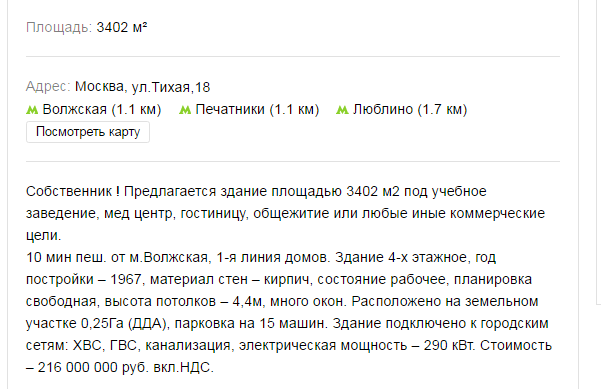 Площадь: 3402 м²
Адрес: Москва, ул.Тихая,18
Волжская (1.1 км) Печатники (1.1 км) Люблино (1.7 км)
Посмотреть карту
Собственник ! Предлагается здание площадью 3402 м2 под учебное
заведение, мед центр, гостиницу, общежитие или любые иные коммерческие
цели.
10 мин пеш. от м.Волжская, 1-я линия домов. Здание 4-х этажное, год
постройки – 1967, материал стен – кирпич, состояние рабочее, планировка
свободная, высота потолков – 4,4м, много окон. Расположено на земельном
участке 0,25Га (ДДА), парковка на 15 машин. Здание подключено к городским
сетям: ХВС, ГВС, канализация, электрическая мощность – 290 кВт. Стоимость
– 216 000 000 руб. вкл.НДС.